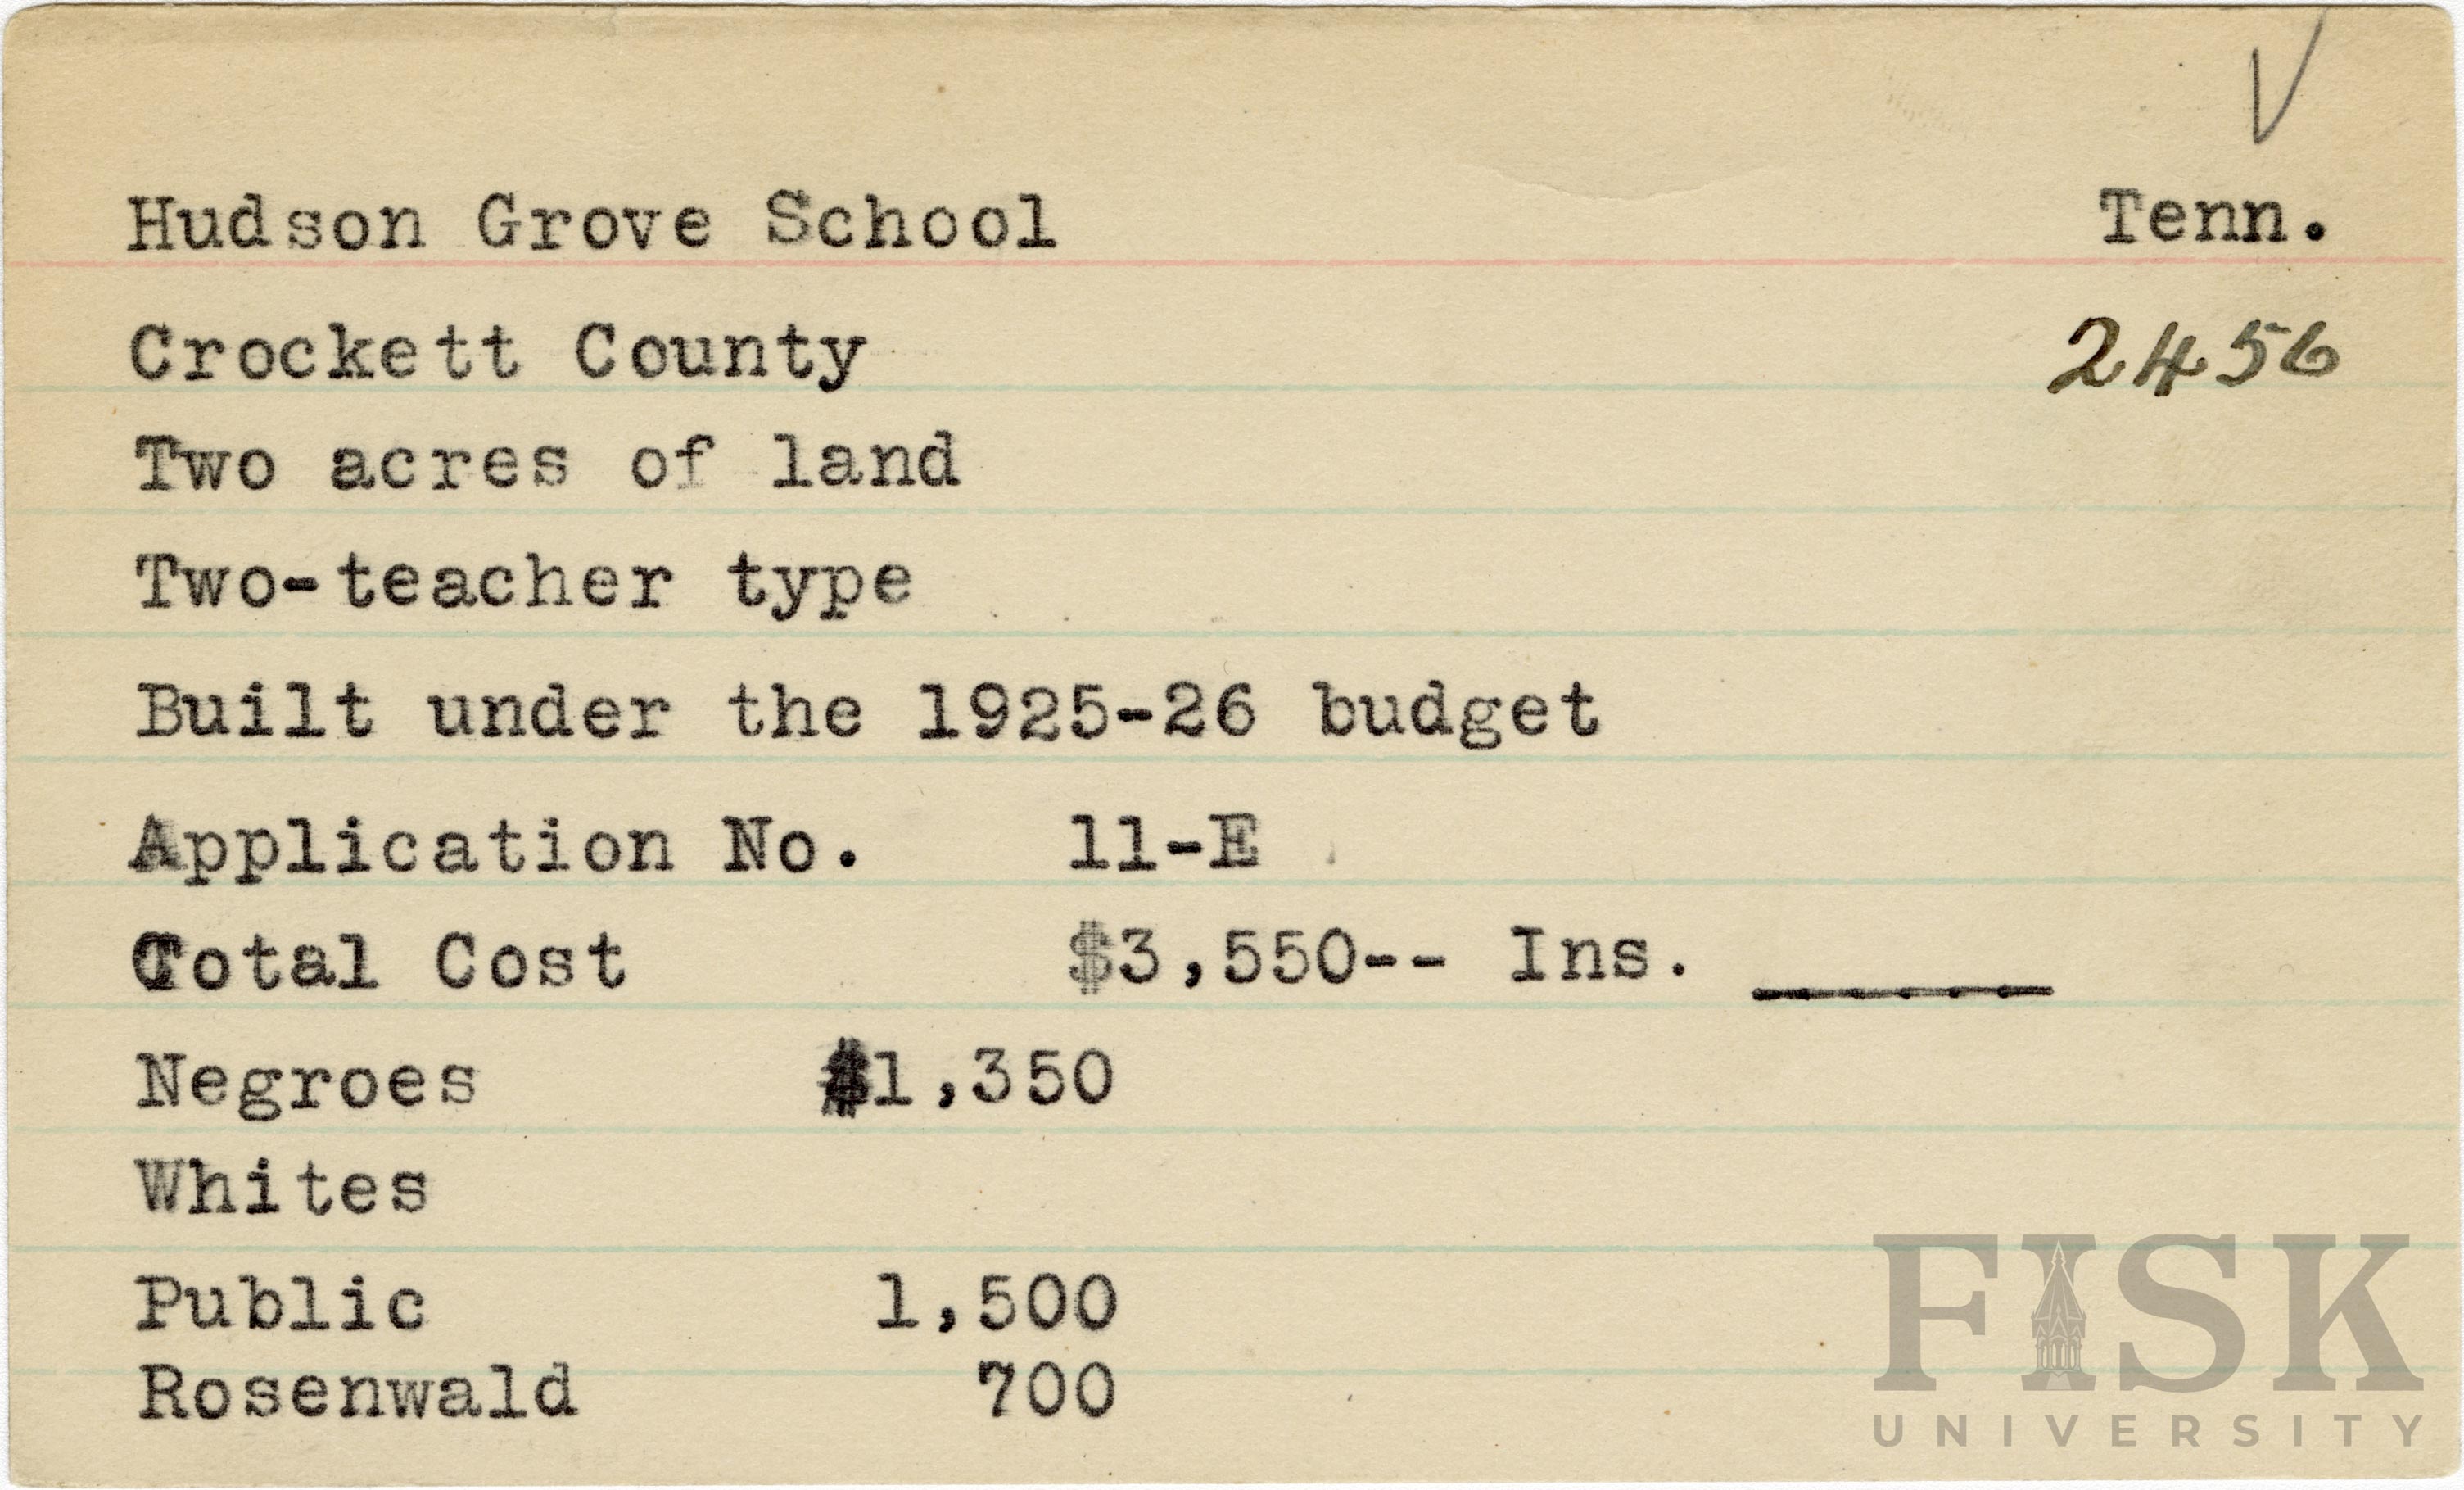 Hudson Grove School Tenn.
Crockett County 2456
Two acres of land
Two-teacher type
Built under the 1925-26 budget
Application No. 11-E
Total Cost $3,550-- Ins. ______
Negroes $1,350
Whites
Public 1,500
Rosenwald 700
FISK
UNIVERSITY